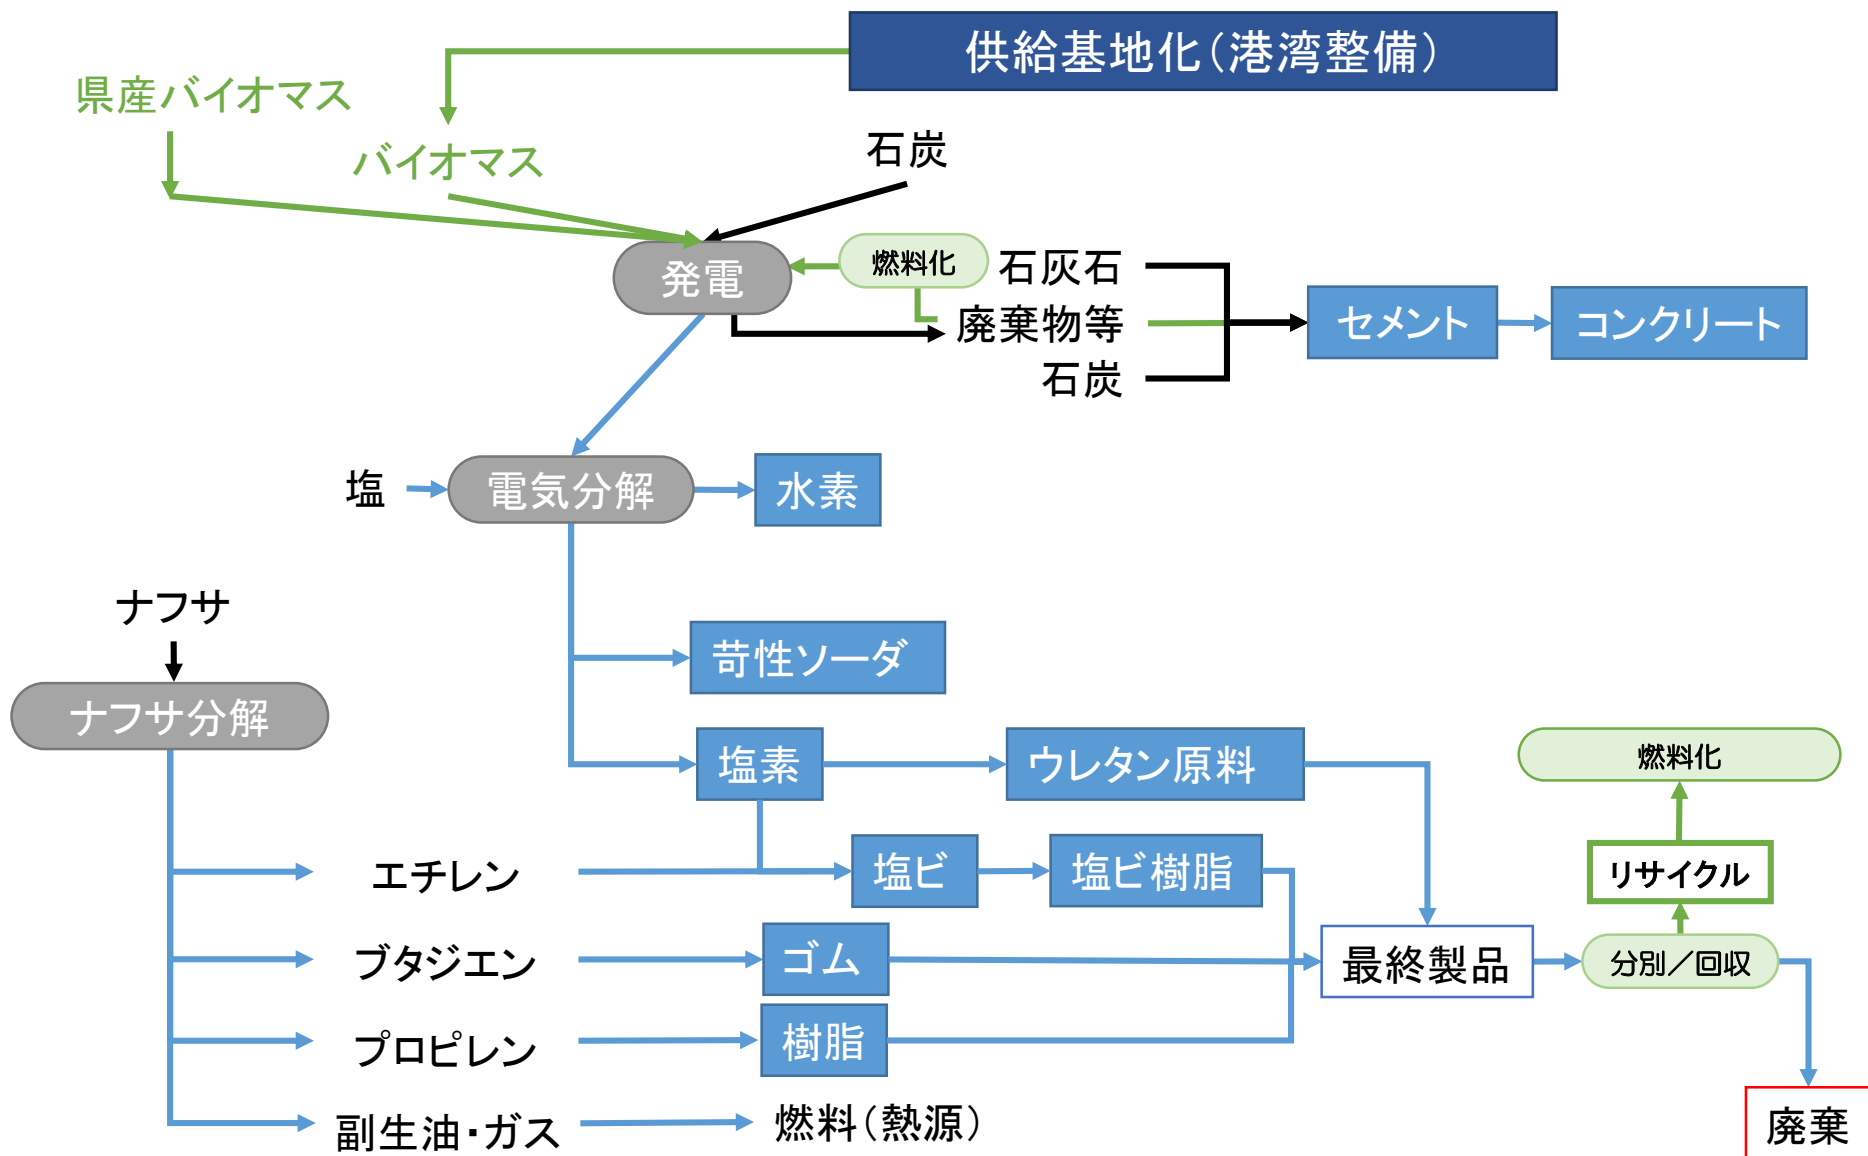 供給基地化（港湾整備）
県産バイオマス
バイオマス
石炭
発電
燃料化
石灰石
廃棄物等
石炭
セメント
コンクリート
塩
電気分解
水素
ナフサ
ナフサ分解
苛性ソーダ
塩素
ウレタン原料
燃料化
エチレン
塩ビ
塩ビ樹脂
リサイクル
ブタジエン
ゴム
最終製品
分別／回収
プロピレン
樹脂
副生油・ガス
燃料（熱源）
廃棄